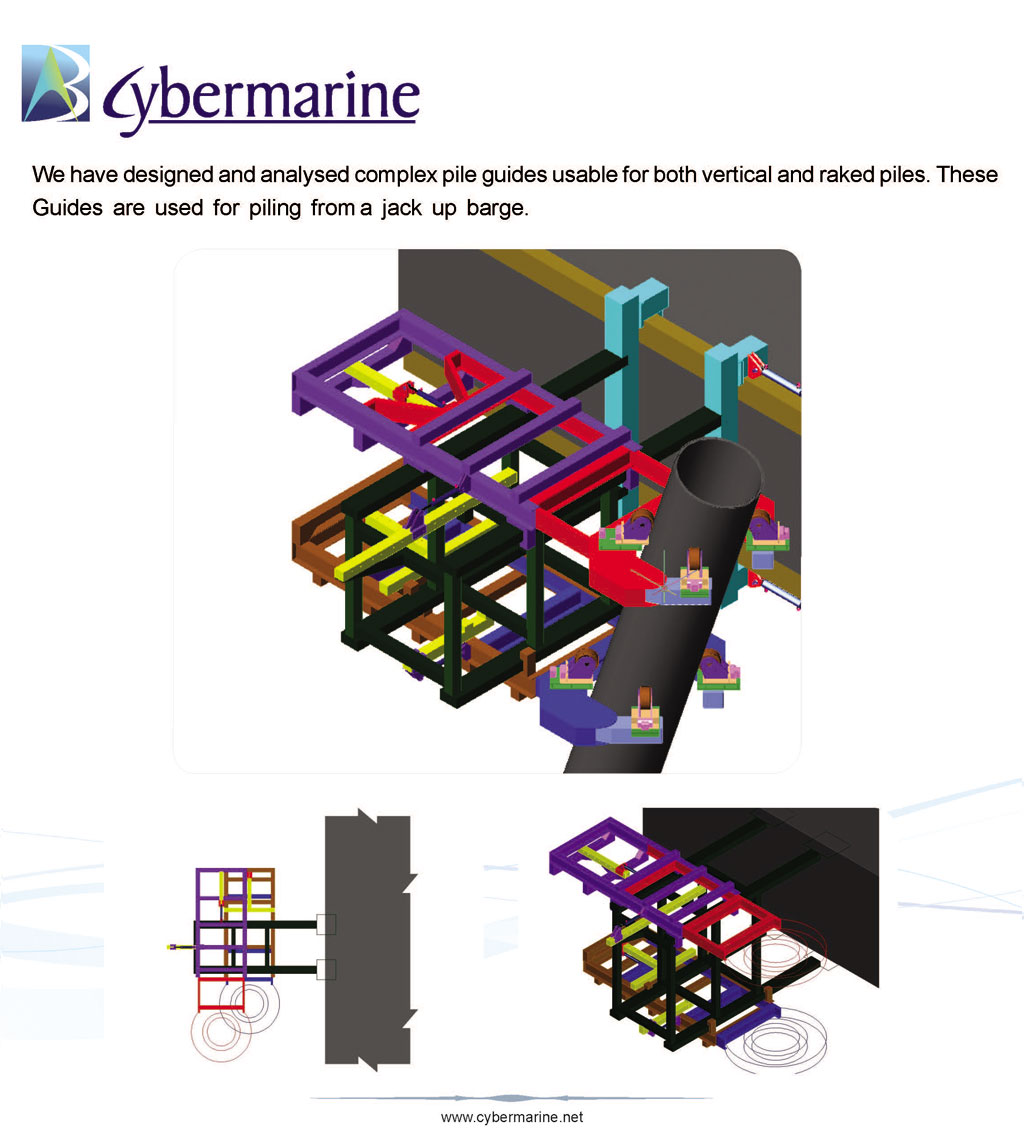 Cybermarine
We have designed and analysed complex pile guides usable for both vertical and raked piles. These
Guides are used for piling from a jack up barge.
www.cybermarine.net